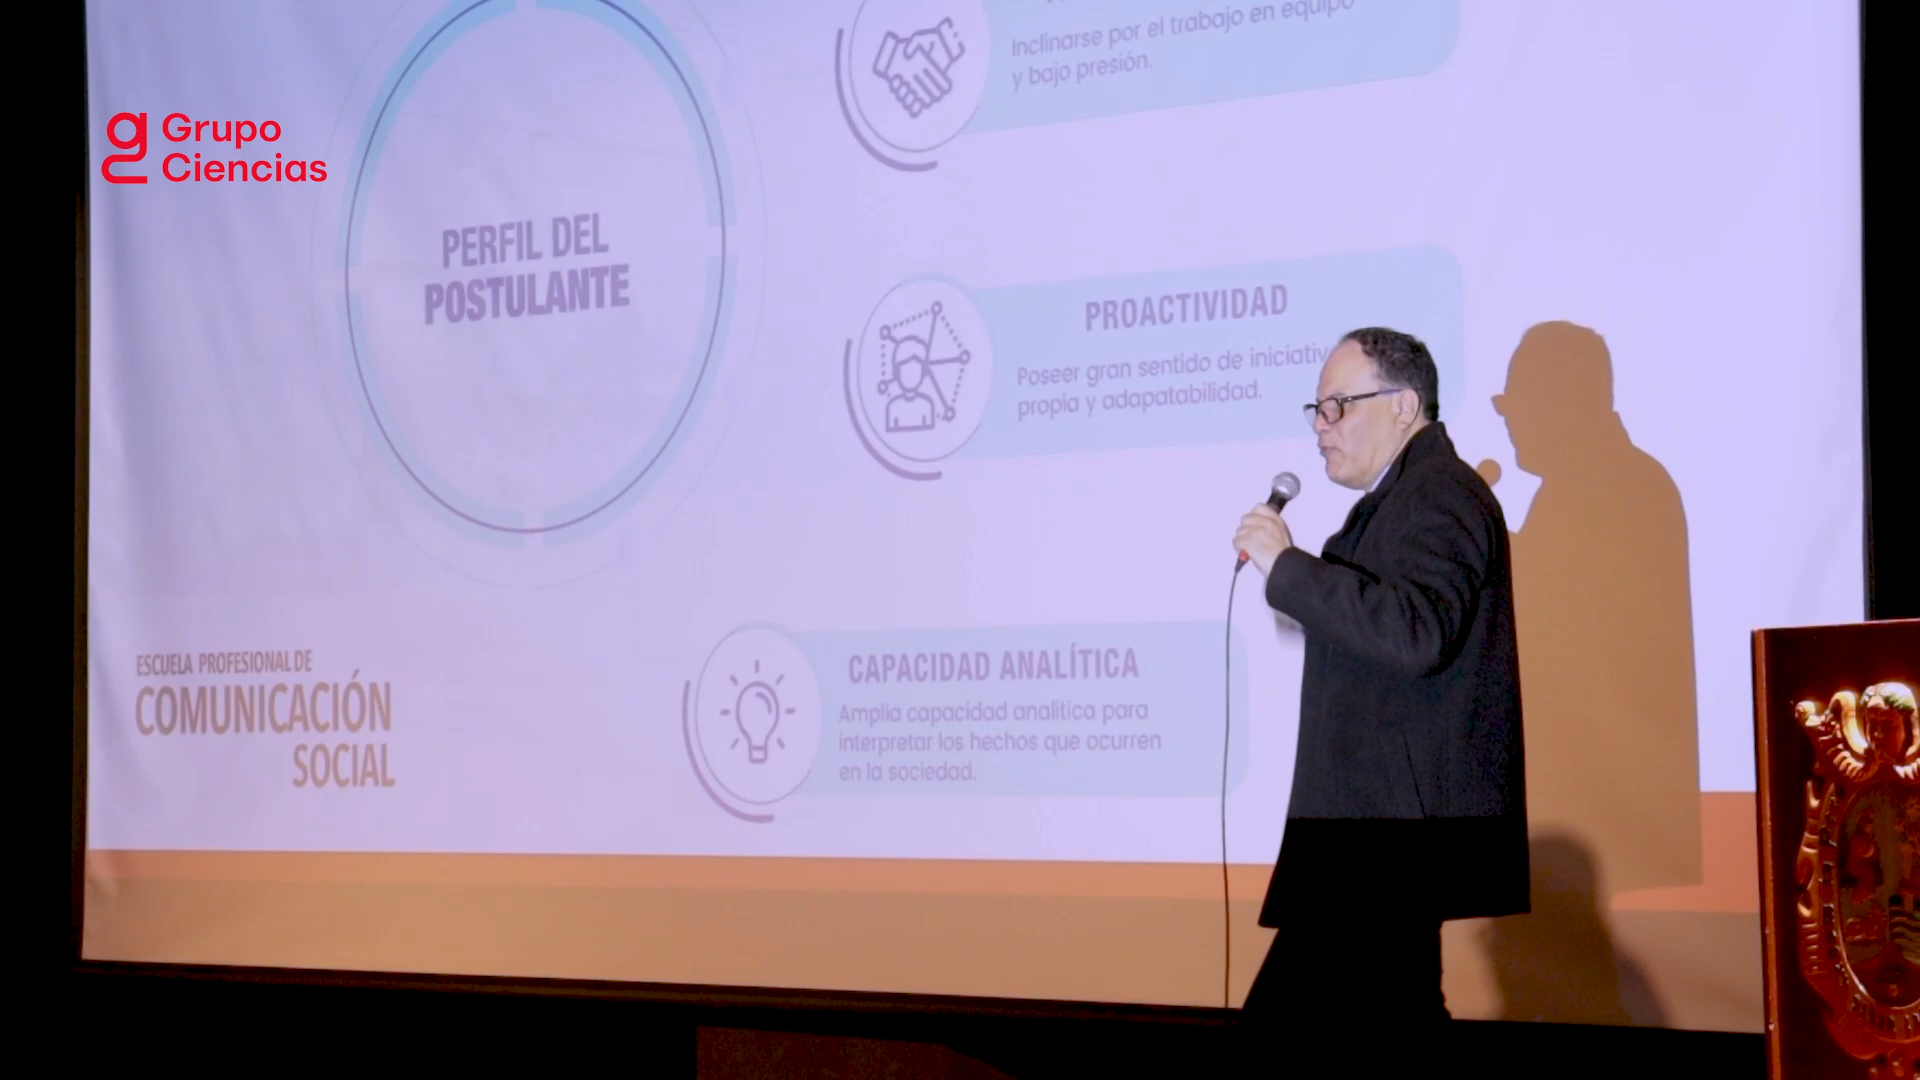 Grupo
Ciencias
Inclinarse por el trabajo en equipo
y bajo presión.
PERFIL DEL
POSTULANTE
PROACTIVIDAD
Poseer gran sentido de iniciativ
propia y adapatabilidad.
CAPACIDAD ANALÍTICA
Amplia capacidad analítica para
interpretar los hechos que ocurren
en la sociedad.
ESCUELA PROFESIONAL DE
COMUNICACIÓN
SOCIAL